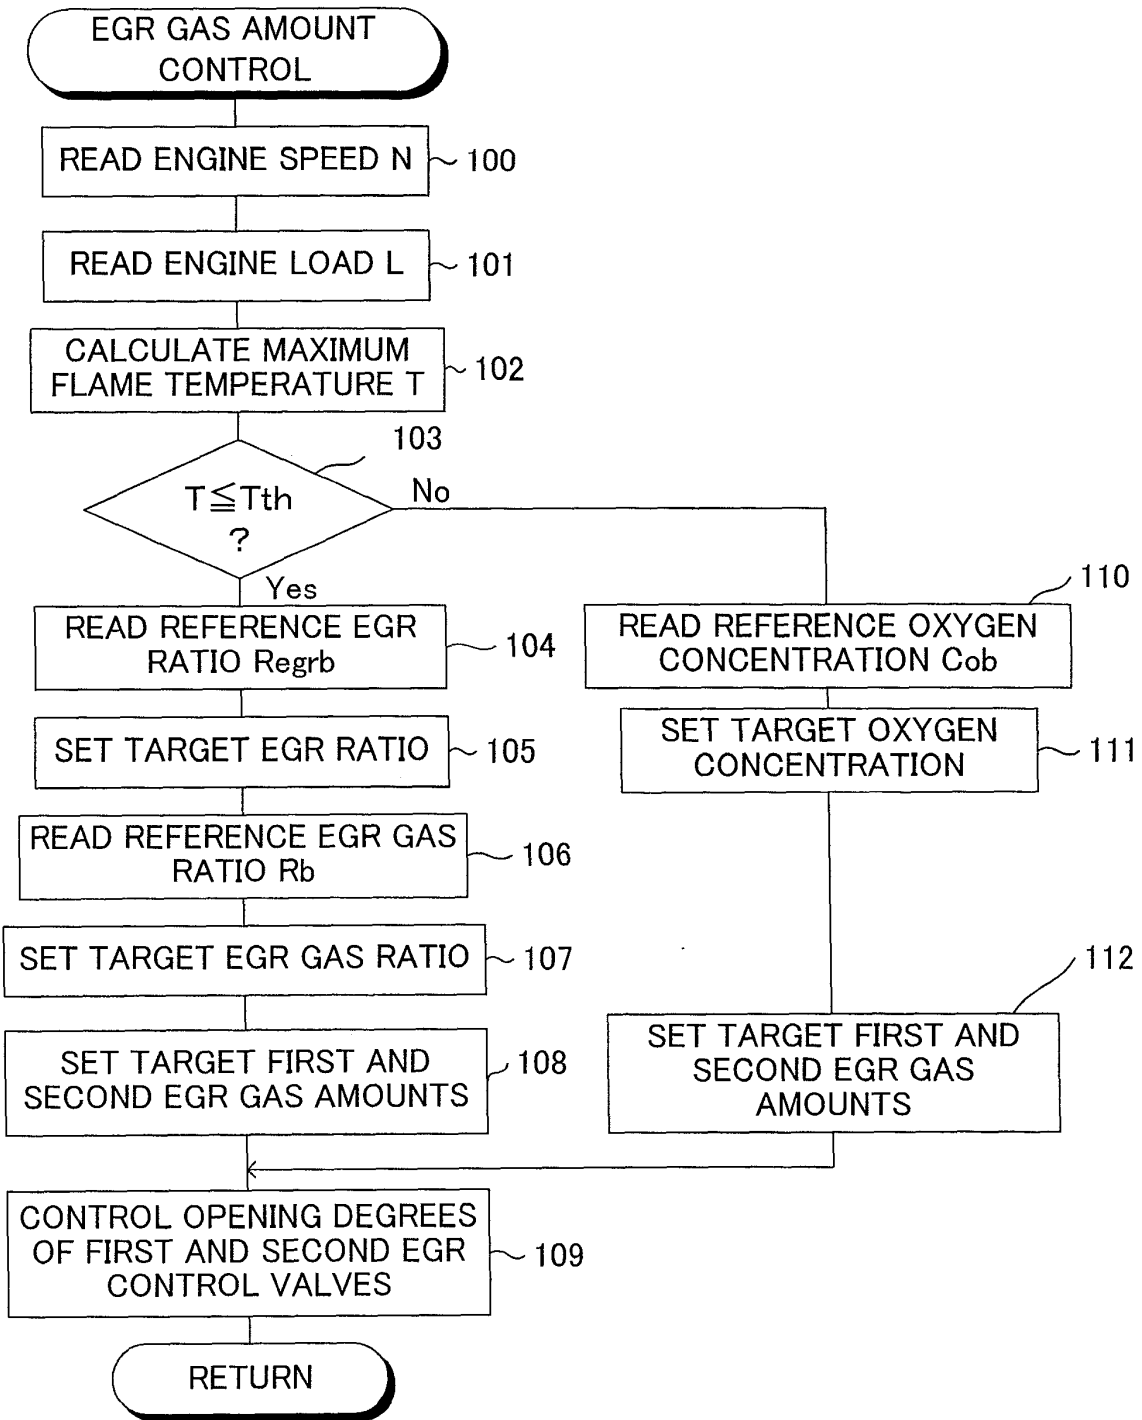 EGR GAS AMOUNT
CONTROL
READ ENGINE SPEED N
100
READ ENGINE LOAD L
101
CALCULATE MAXIMUM
FLAME TEMPERATURE T
102
103
T≦Tth
?
No
Yes
READ REFERENCE EGR
RATIO Regrb
104
SET TARGET EGR RATIO
105
READ REFERENCE EGR GAS
RATIO Rb
106
SET TARGET EGR GAS RATIO
107
SET TARGET FIRST AND
SECOND EGR GAS AMOUNTS
108
110
READ REFERENCE OXYGEN
CONCENTRATION Cob
SET TARGET OXYGEN
CONCENTRATION
111
112
SET TARGET FIRST AND
SECOND EGR GAS
AMOUNTS
CONTROL OPENING DEGREES
OF FIRST AND SECOND EGR
CONTROL VALVES
109
RETURN